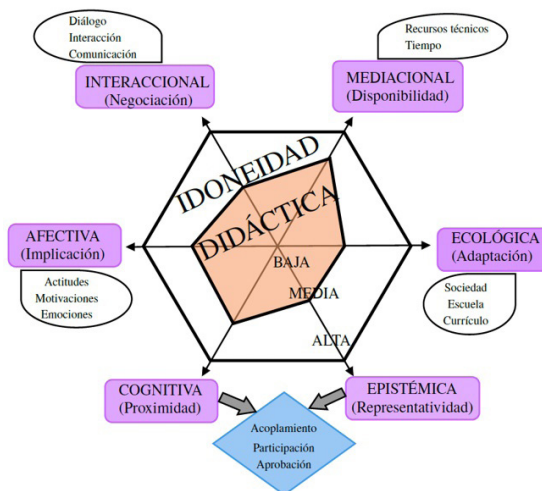 Diálogo
Interacción
Comunicación
Recursos técnicos
Tiempo
INTERACCIONAL
(Negociación)
MEDIACIONAL
(Disponibilidad)
IDONEIDAD
DIDÁCTICA
AFECTIVA
(Implicación)
ECOLÓGICA
(Adaptación)
BAJA
MEDIA
ALTA
Actitudes
Motivaciones
Emociones
Sociedad
Escuela
Currículo
COGNITIVA
(Proximidad)
EPISTÉMICA
(Representatividad)
Acoplamiento
Participación
Aprobación